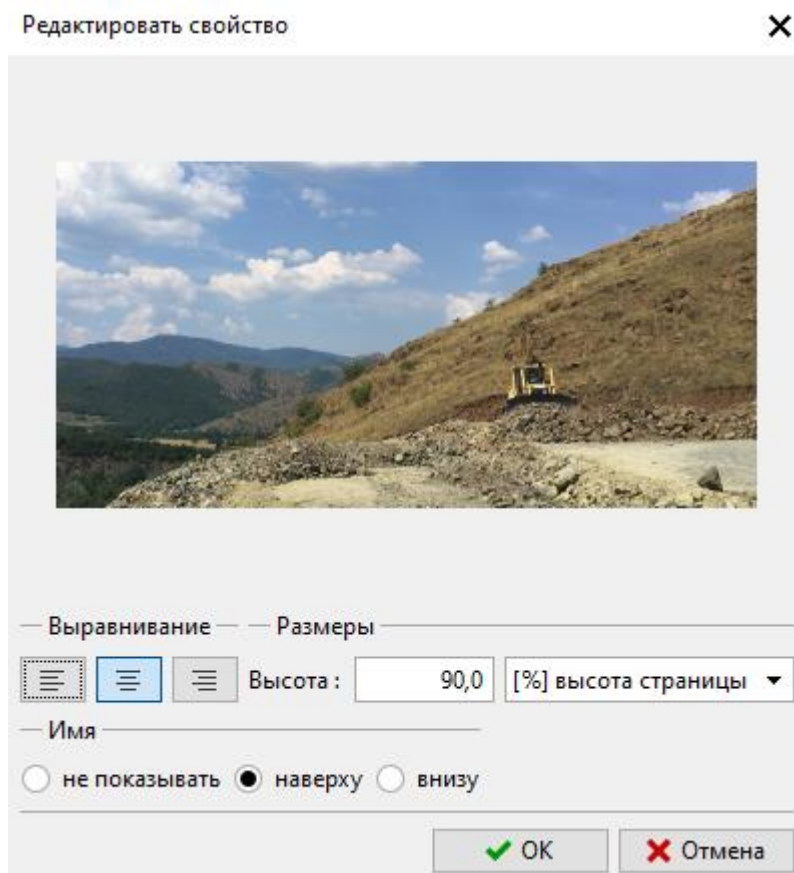 Редактировать свойство
Выравнивание Размеры
Высота : 90,0 [%] высота страницы
Имя
не показывать наверху внизу
OK Отмена